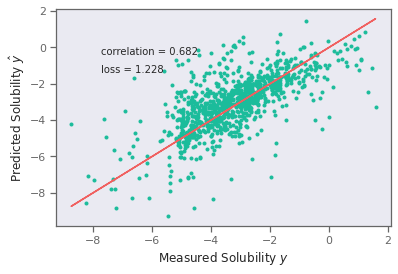 2
0
−2
−4
−6
−8
Predicted Solubility ŷ
correlation = 0.682
loss = 1.228
−8 −6 −4 −2 0 2
Measured Solubility y